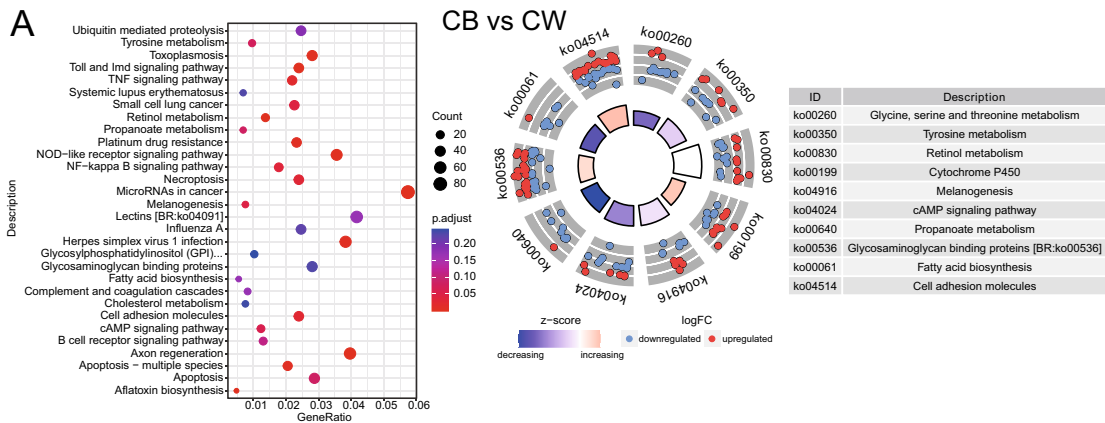 A
CB vs CW
Description
Ubiquitin mediated proteolysis
Tyrosine metabolism
Toxoplasmosis
Toll and Imd signaling pathway
TNF signaling pathway
Systemic lupus erythematosus
Small cell lung cancer
Retinol metabolism
Propanoate metabolism
Platinum drug resistance
NOD−like receptor signaling pathway
NF−kappa B signaling pathway
Necroptosis
MicroRNAs in cancer
Melanogenesis
Lectins [BR:ko04091]
Influenza A
Herpes simplex virus 1 infection
Glycosylphosphatidylinositol (GPI)...
Glycosaminoglycan binding proteins
Fatty acid biosynthesis
Complement and coagulation cascades
Cholesterol metabolism
Cell adhesion molecules
cAMP signaling pathway
B cell receptor signaling pathway
Axon regeneration
Apoptosis − multiple species
Apoptosis
Aflatoxin biosynthesis
0.01 0.02 0.03 0.04 0.05 0.06
GeneRatio
Count
20
40
60
80
p.adjust
0.20
0.15
0.10
0.05
ko04514
ko00260
ko00350
ko00830
ko00199
ko04916
ko04024
ko00640
ko00536
ko00061
z−score
decreasing increasing
logFC
downregulated upregulated
ID Description
ko00260 Glycine, serine and threonine metabolism
ko00350 Tyrosine metabolism
ko00830 Retinol metabolism
ko00199 Cytochrome P450
ko04916 Melanogenesis
ko04024 cAMP signaling pathway
ko00640 Propanoate metabolism
ko00536 Glycosaminoglycan binding proteins [BR:ko00536]
ko00061 Fatty acid biosynthesis
ko04514 Cell adhesion molecules